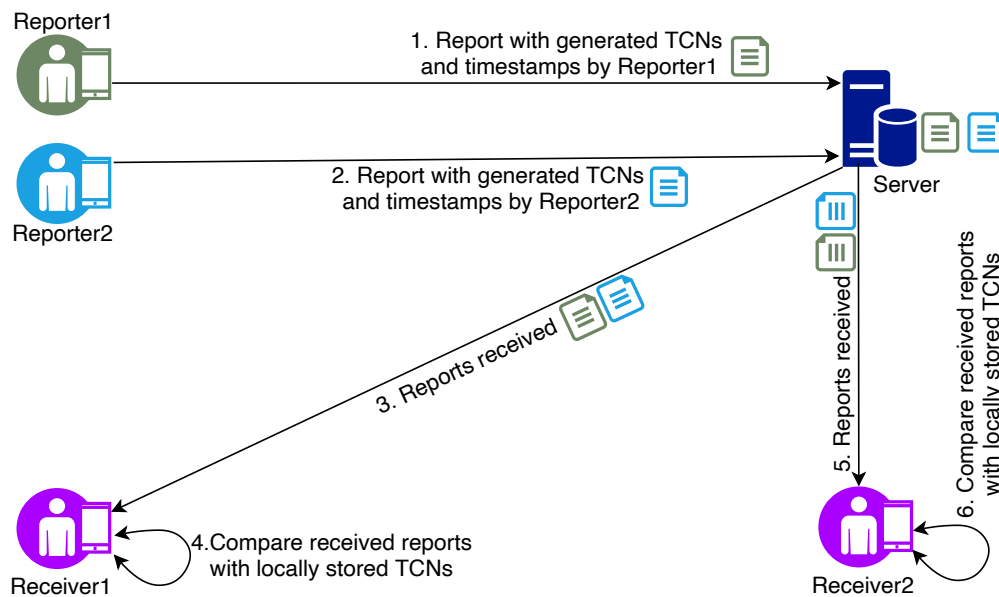 Reporter1
1. Report with generated TCNs
and timestamps by Reporter1
Reporter2
2. Report with generated TCNs
and timestamps by Reporter2
Server
3. Reports received
5. Reports received
6. Compare received reports
with locally stored TCNs
Receiver1
4.Compare received reports
with locally stored TCNs
Receiver2